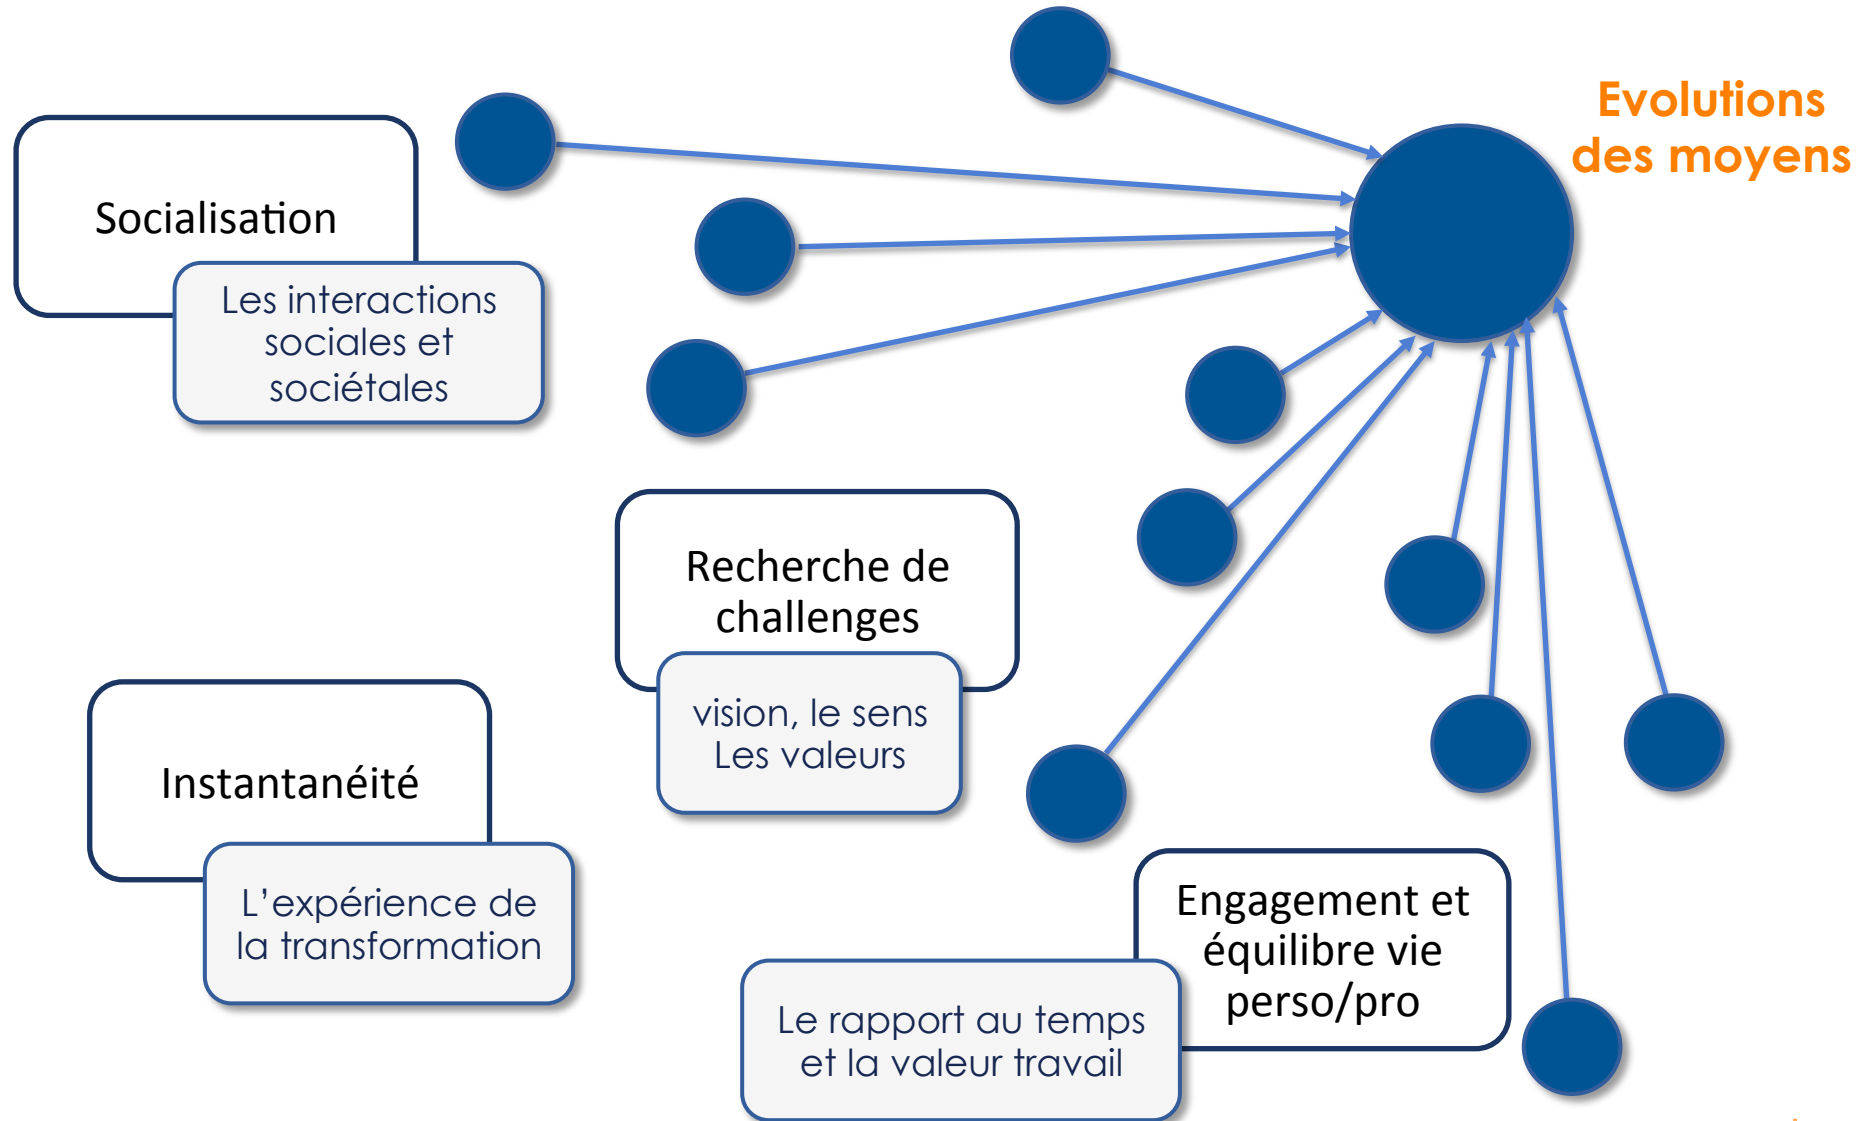 Evolutions
des moyens
Socialisation
Les interactions
sociales et
sociétales
Recherche de
challenges
vision, le sens
Les valeurs
Instantanéité
L'expérience de
la transformation
Engagement et
équilibre vie
perso/pro
Le rapport au temps
et la valeur travail